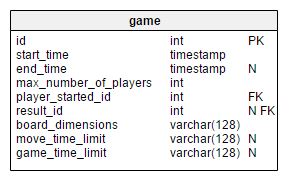 game
id int PK
start_time timestamp
end_time timestamp N
max_number_of_players int
player_started_id int FK
result_id int N FK
board_dimensions varchar(128)
move_time_limit varchar(128) N
game_time_limit varchar(128) N